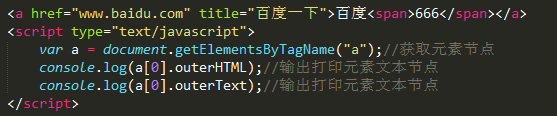 <a href="www.baidu.com" title="百度一下">百度<span>666</span></a>
<script type="text/javascript">
var a = document.getElementsByTagName("a");//获取元素节点
console.log(a[0].outerHTML);//输出打印元素文本节点
console.log(a[0].outerText);//输出打印元素文本节点
</script>